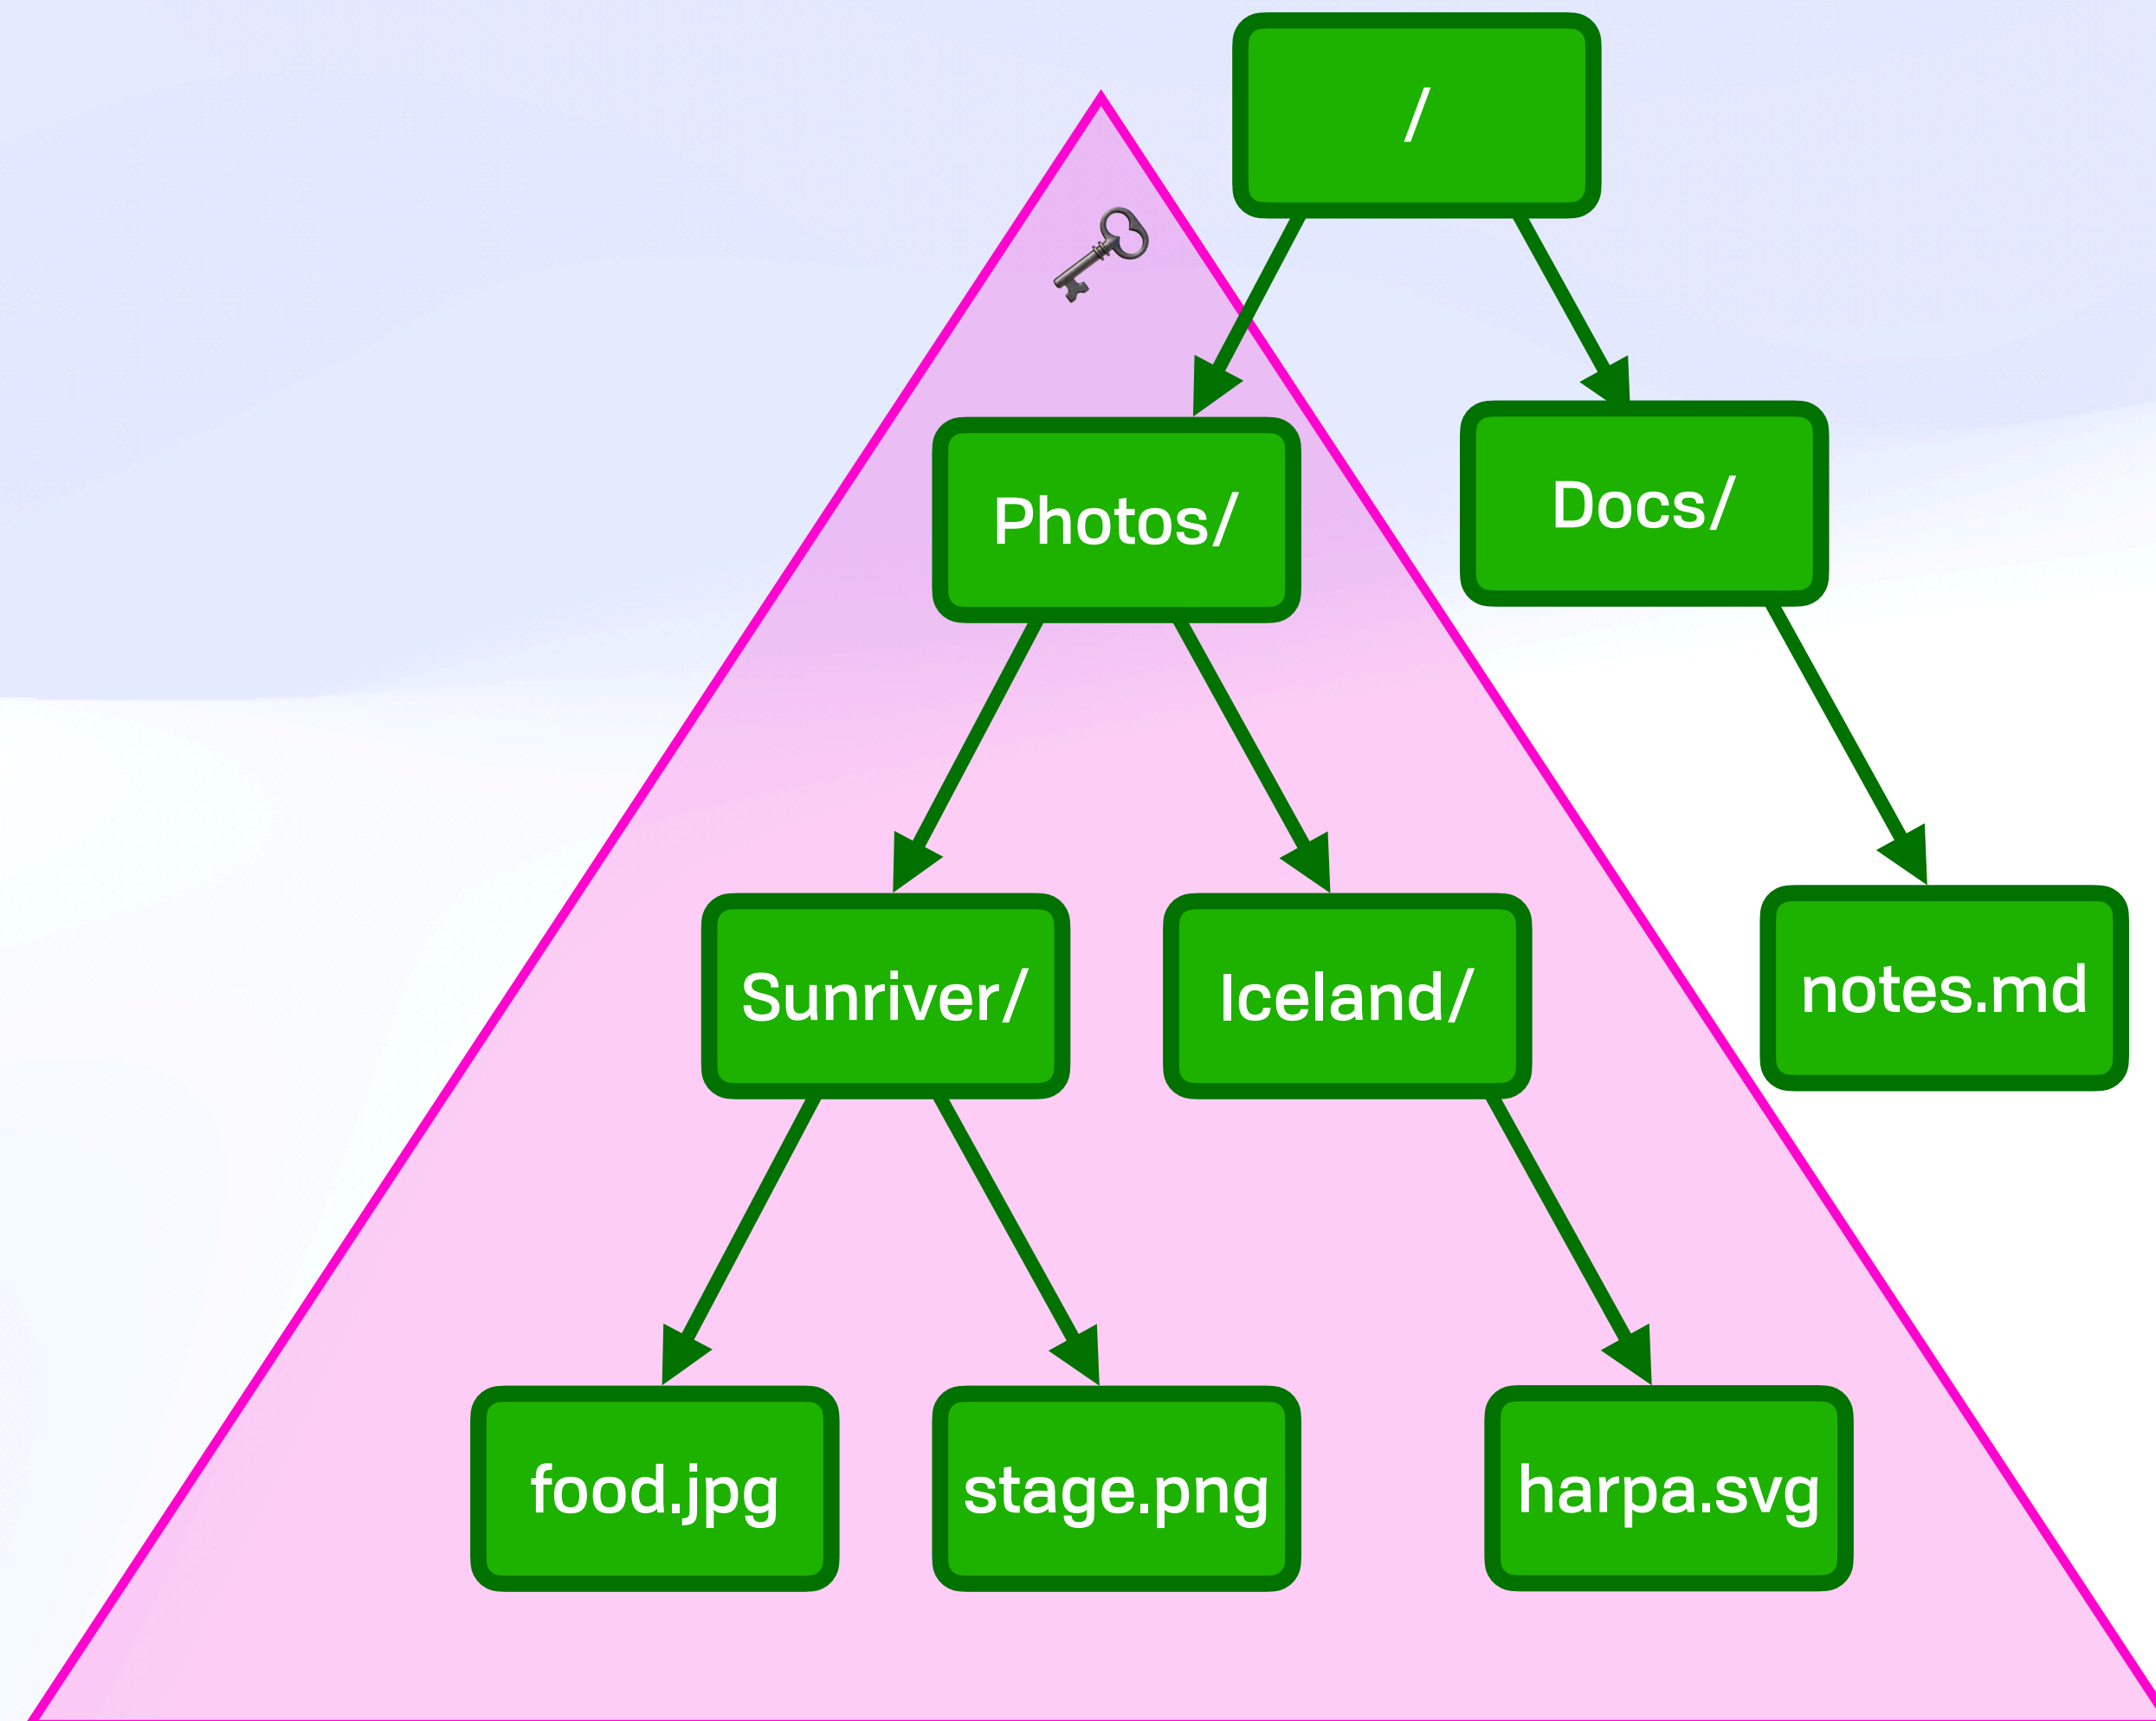 /
Photos/
Docs/
Sunriver/
Iceland/
notes.md
food.jpg
stage.png
harpa.svg